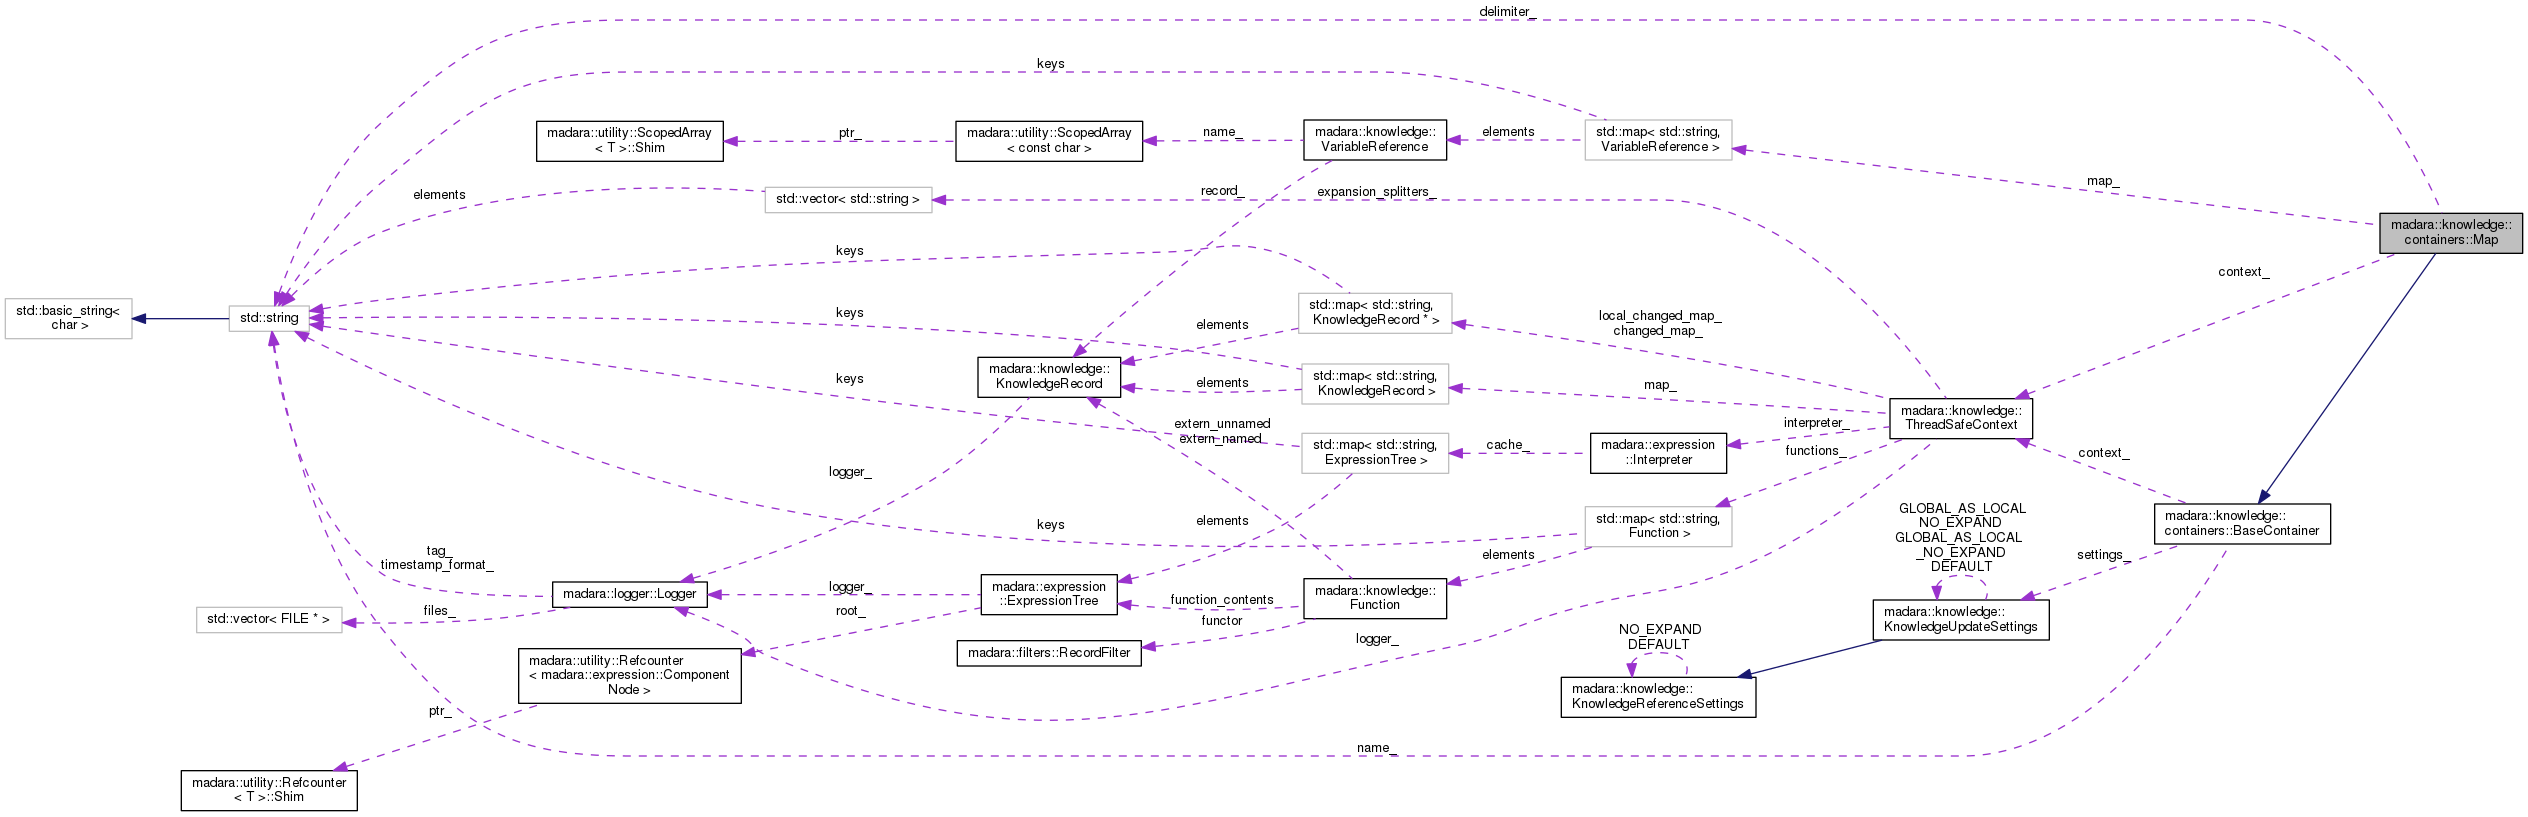 delimiter_
keys
madara::utility::ScopedArray
< T >::Shim
ptr_
madara::utility::ScopedArray
< const char >
name_
madara::knowledge::
VariableReference
elements
std::map< std::string,
VariableReference >
map_
elements
std::vector< std::string >
record_
expansion_splitters_
madara::knowledge::
containers::Map
keys
context_
std::basic_string<
char >
std::string
keys
std::map< std::string,
KnowledgeRecord * >
local_changed_map_
changed_map_
elements
madara::knowledge::
KnowledgeRecord
keys
elements
std::map< std::string,
KnowledgeRecord >
map_
madara::knowledge::
ThreadSafeContext
extern_unnamed
extern_named
std::map< std::string,
ExpressionTree >
cache_
madara::expression
::Interpreter
interpreter_
functions_
context_
logger_
keys
elements
std::map< std::string,
Function >
GLOBAL_AS_LOCAL
NO_EXPAND
GLOBAL_AS_LOCAL
_NO_EXPAND
DEFAULT
madara::knowledge::
containers::BaseContainer
settings_
tag_
timestamp_format_
elements
madara::logger::Logger
logger_
madara::expression
::ExpressionTree
function_contents
functor
madara::knowledge::
Function
std::vector< FILE * >
files_
root_
madara::knowledge::
KnowledgeUpdateSettings
madara::filters::RecordFilter
logger_
NO_EXPAND
DEFAULT
madara::utility::Refcounter
< madara::expression::Component
Node >
madara::knowledge::
KnowledgeReferenceSettings
ptr_
name_
madara::utility::Refcounter
< T >::Shim